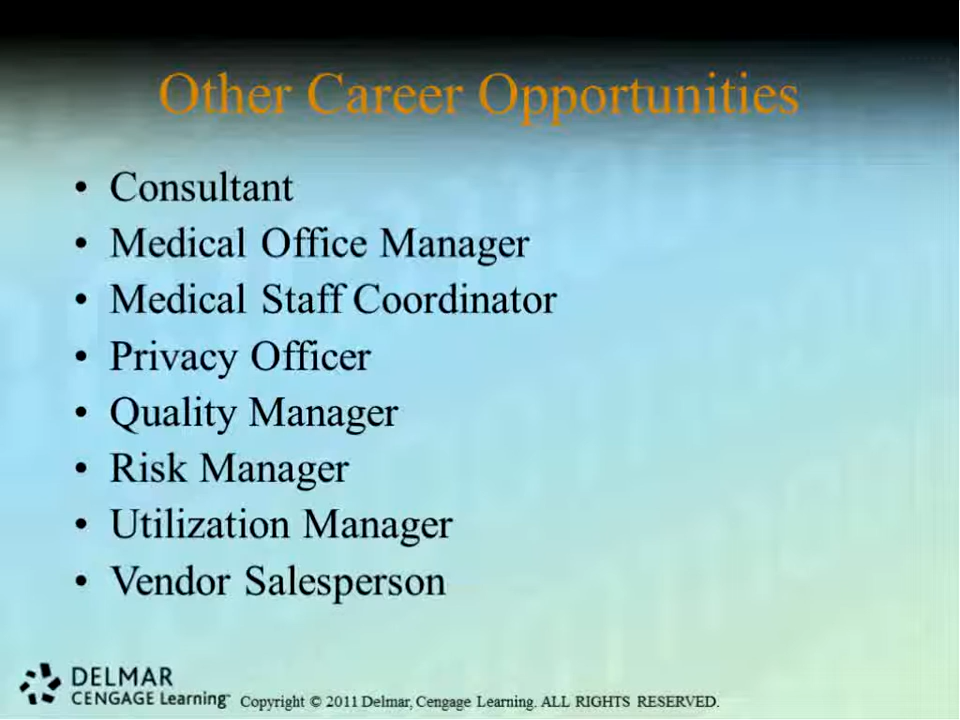 Other Career Opportunities
• Consultant
• Medical Office Manager
• Medical Staff Coordinator
• Privacy Officer
• Quality Manager
• Risk Manager
• Utilization Manager
• Vendor Salesperson
DELMAR
CENGAGE Learning™
Copyright © 2011 Delmar, Cengage Learning. ALL RIGHTS RESERVED.